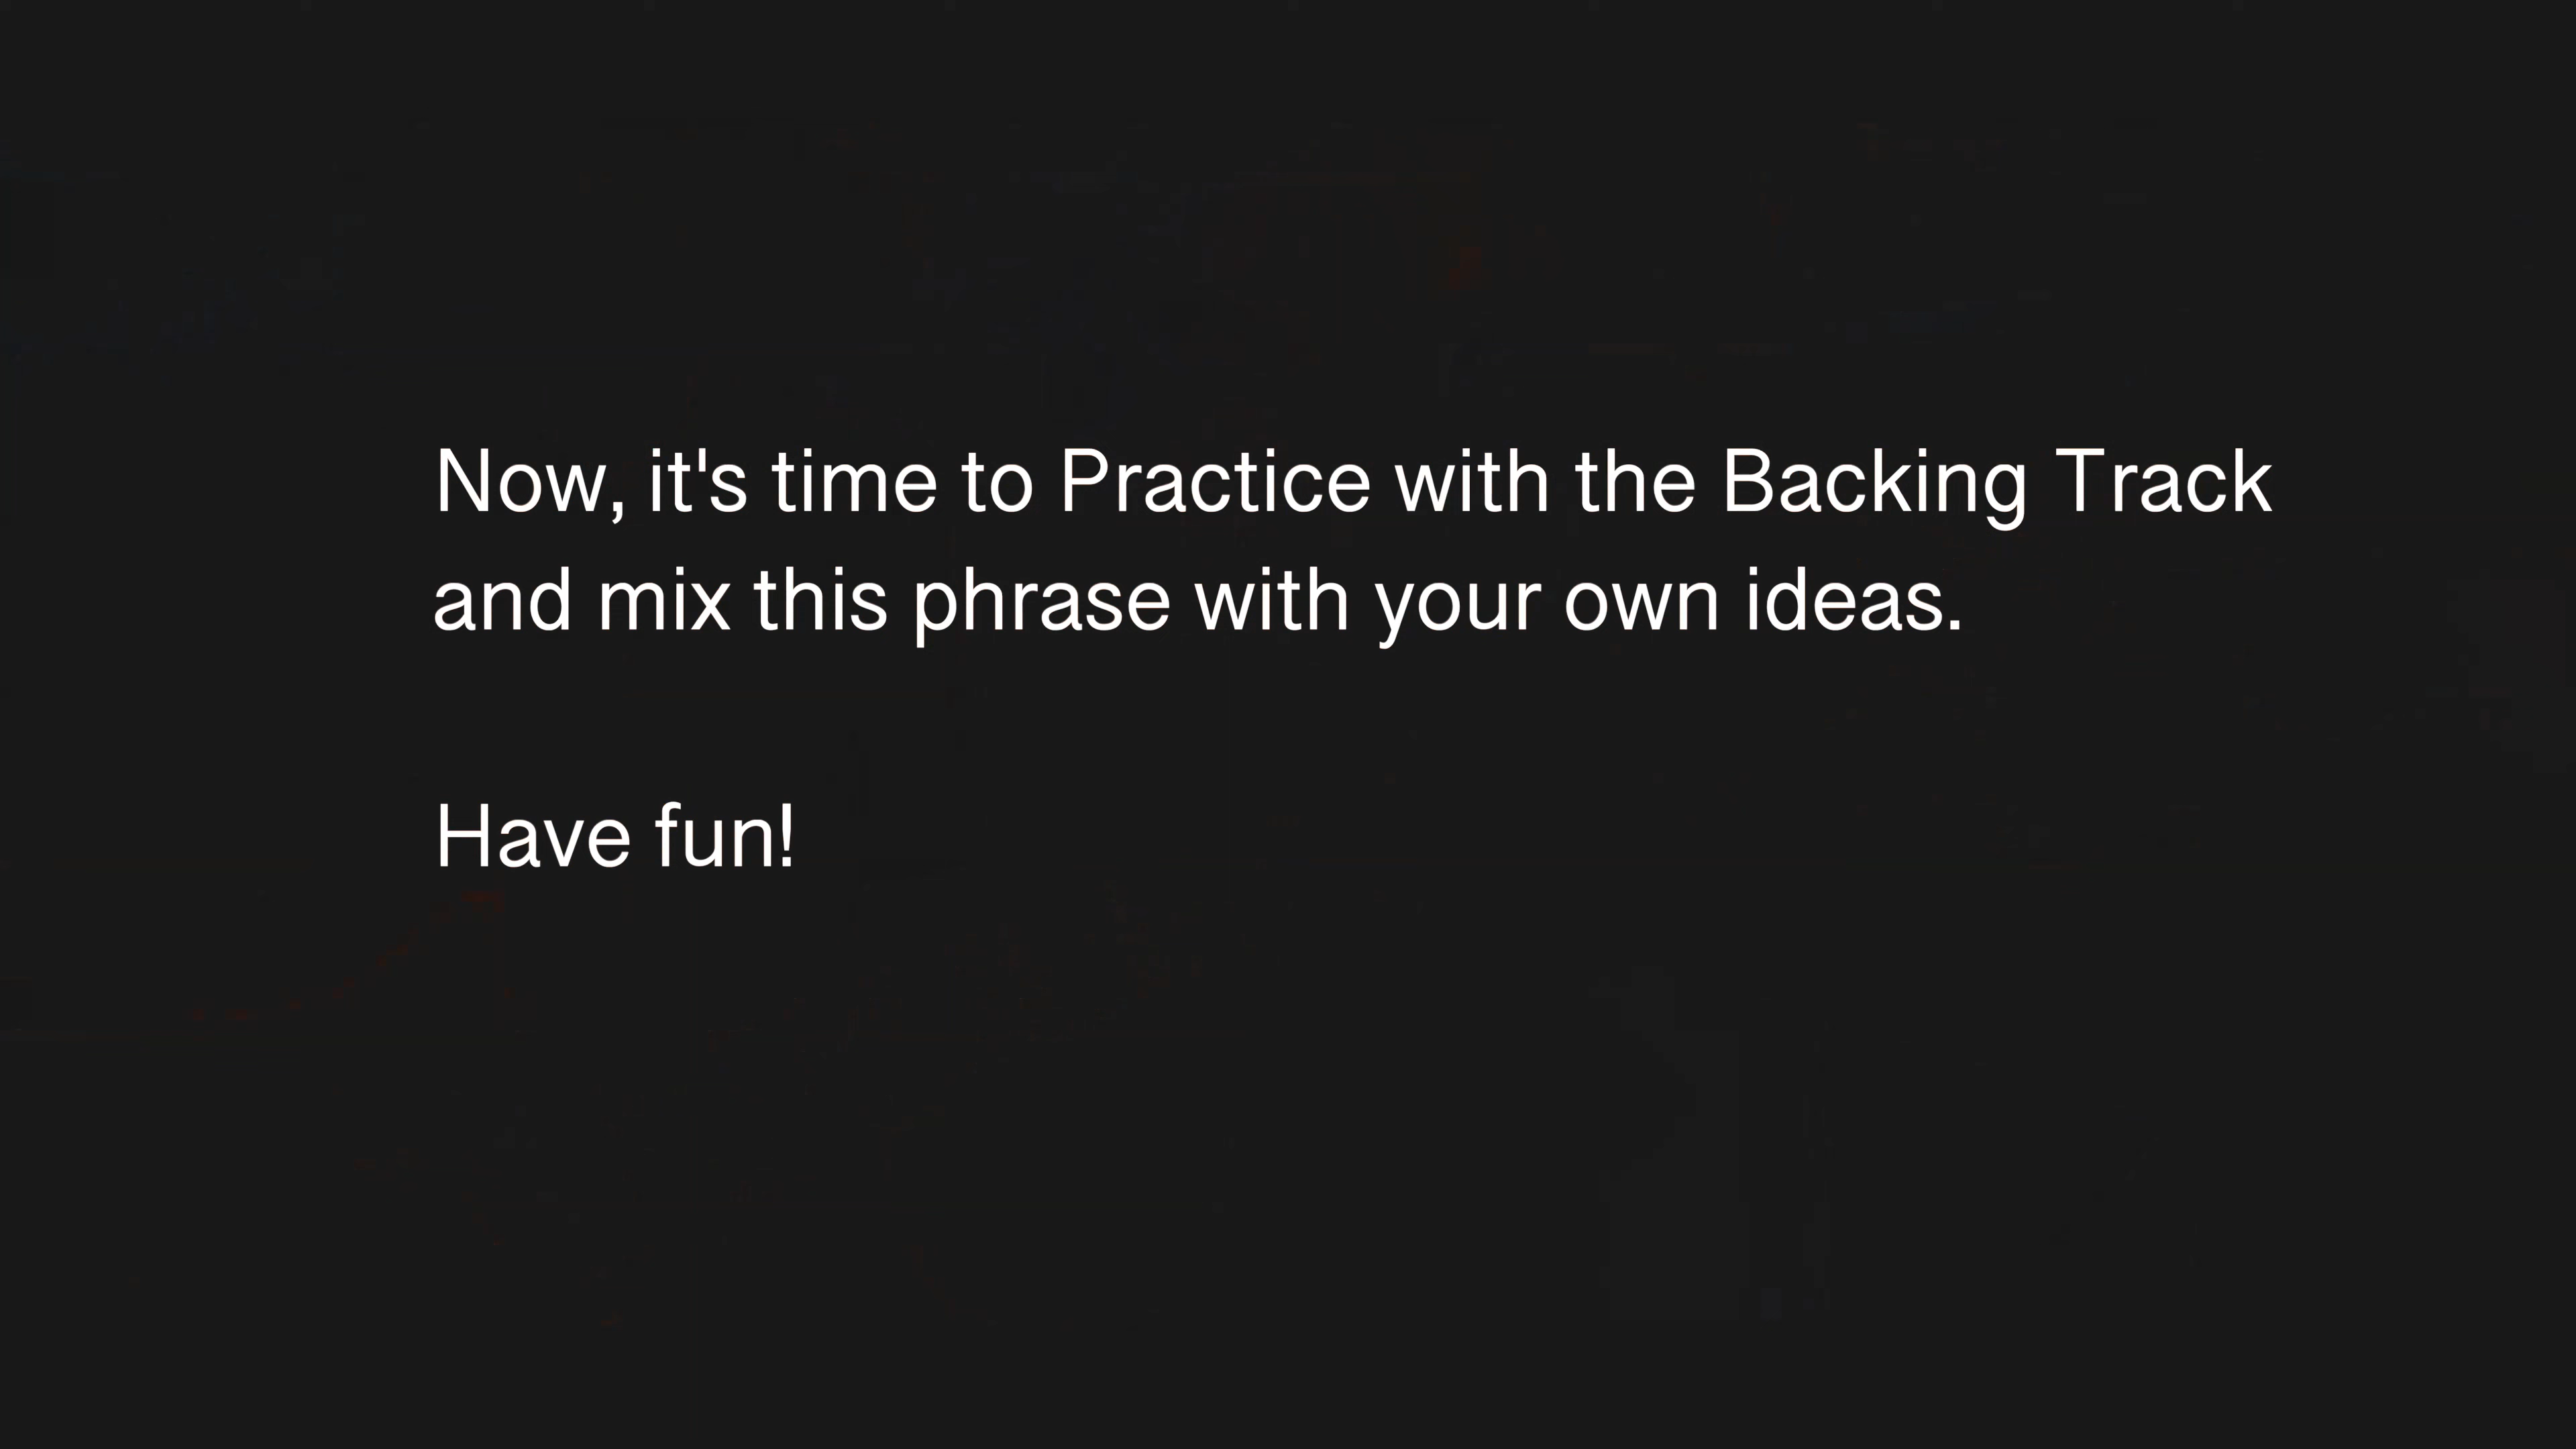 Now, it's time to Practice with the Backing Track
and mix this phrase with your own ideas.
Have fun!